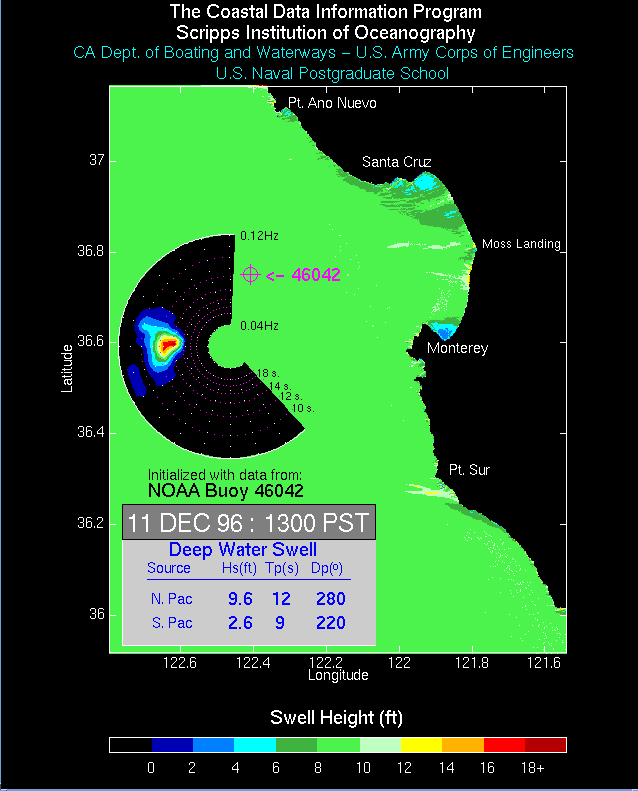 The Coastal Data Information Program
Scripps Institution of Oceanography
CA Dept. of Boating and Waterways – U.S. Army Corps of Engineers
U.S. Naval Postgraduate School
Pt. Ano Nuevo
37
Santa Cruz
0.12Hz
36.8
Moss Landing
<– 46042
0.04Hz
36.6
Monterey
Latitude
18 s.
14 s.
12 s.
10 s.
36.4
Pt. Sur
Initialized with data from:
NOAA Buoy 46042
11 DEC 96 : 1300 PST
36.2
Deep Water Swell
Source Hs(ft) Tp(s) Dp(º)
N. Pac 9.6 12 280
36
S. Pac 2.6 9 220
122.6 122.4 122.2 122 121.8 121.6
Longitude
Swell Height (ft)
0 2 4 6 8 10 12 14 16 18+